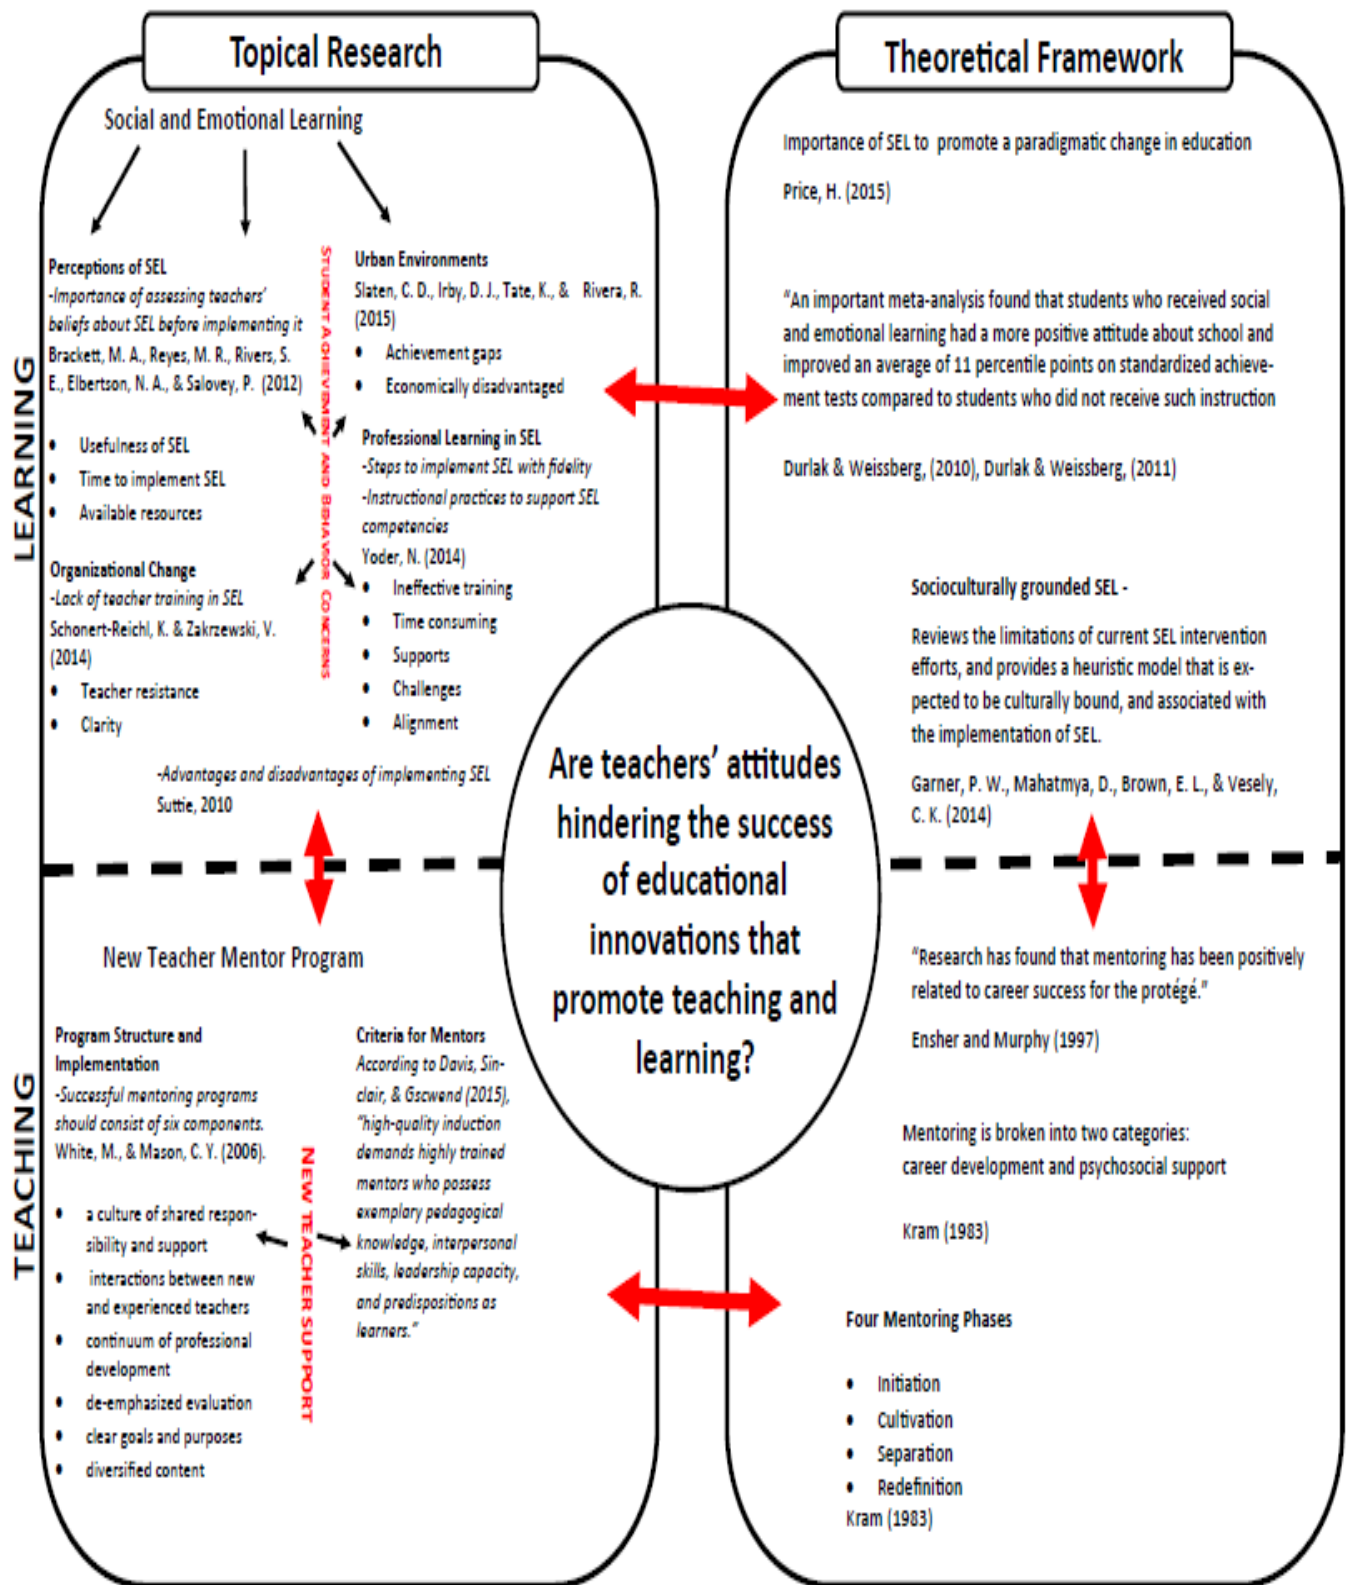 Topical Research
Social and Emotional Learning
LEARNING
Perceptions of SEL
-Importance of assessing teachers'
beliefs about SEL before implementing it
Brackett, M. A., Reyes, M. R., Rivers, S.
E., Elbertson, N. A., & Salovey, P.  (2012)
• Usefulness of SEL
• Time to implement SEL
• Available resources
Organizational Change
-Lack of teacher training in SEL
Schonert-Reichl, K. & Zakrzewski, V.
(2014)
• Teacher resistance
• Clarity
STUDENT ACHIEVEMENT AND BEHAVIOR CONCERNS
Urban Environments
Slaten, C. D., Irby, D. J., Tate, K., & Rivera, R.
(2015)
• Achievement gaps
• Economically disadvantaged
Professional Learning in SEL
-Steps to implement SEL with fidelity
-Instructional practices to support SEL
competencies
Yoder, N. (2014)
• Ineffective training
• Time consuming
• Supports
• Challenges
• Alignment
-Advantages and disadvantages of implementing SEL
Suttie, 2010
TEACHING
New Teacher Mentor Program
Program Structure and
Implementation
-Successful mentoring programs
should consist of six components.
White, M., & Mason, C. Y. (2006).
• a culture of shared respon-
sibility and support
• interactions between new
and experienced teachers
• continuum of professional
development
• de-emphasized evaluation
• clear goals and purposes
• diversified content
NEW TEACHER SUPPORT
Criteria for Mentors
According to Davis, Sin-
clair, & Gscwend (2015),
"high-quality induction
demands highly trained
mentors who possess
exemplary pedagogical
knowledge, interpersonal
skills, leadership capacity,
and predispositions as
learners."
Are teachers' attitudes
hindering the success
of educational
innovations that
promote teaching and
learning?
Theoretical Framework
Importance of SEL to  promote a paradigmatic change in education
Price, H. (2015)
"An important meta-analysis found that students who received social
and emotional learning had a more positive attitude about school and
improved an average of 11 percentile points on standardized achieve-
ment tests compared to students who did not receive such instruction
Durlak & Weissberg, (2010), Durlak & Weissberg, (2011)
Socioculturally grounded SEL -
Reviews the limitations of current SEL intervention
efforts, and provides a heuristic model that is ex-
pected to be culturally bound, and associated with
the implementation of SEL.
Garner, P. W., Mahatmya, D., Brown, E. L., & Vesely,
C. K. (2014)
"Research has found that mentoring has been positively
related to career success for the protégé."
Ensher and Murphy (1997)
Mentoring is broken into two categories:
career development and psychosocial support
Kram (1983)
Four Mentoring Phases
• Initiation
• Cultivation
• Separation
• Redefinition
Kram (1983)